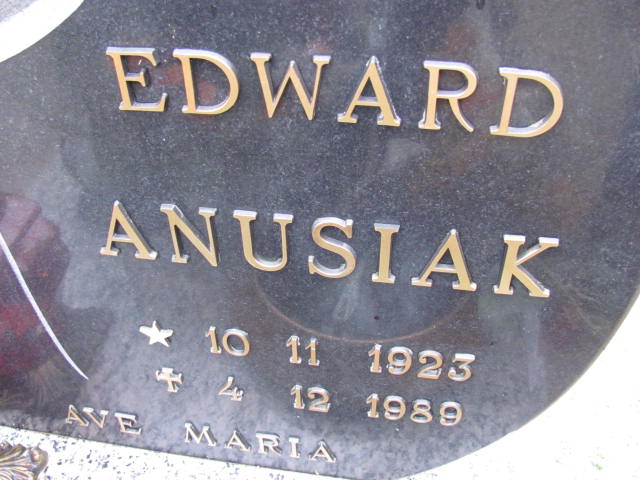 EDWARD
ANUSIAK
10 11 1923
4 12 1989
AVE MARIA